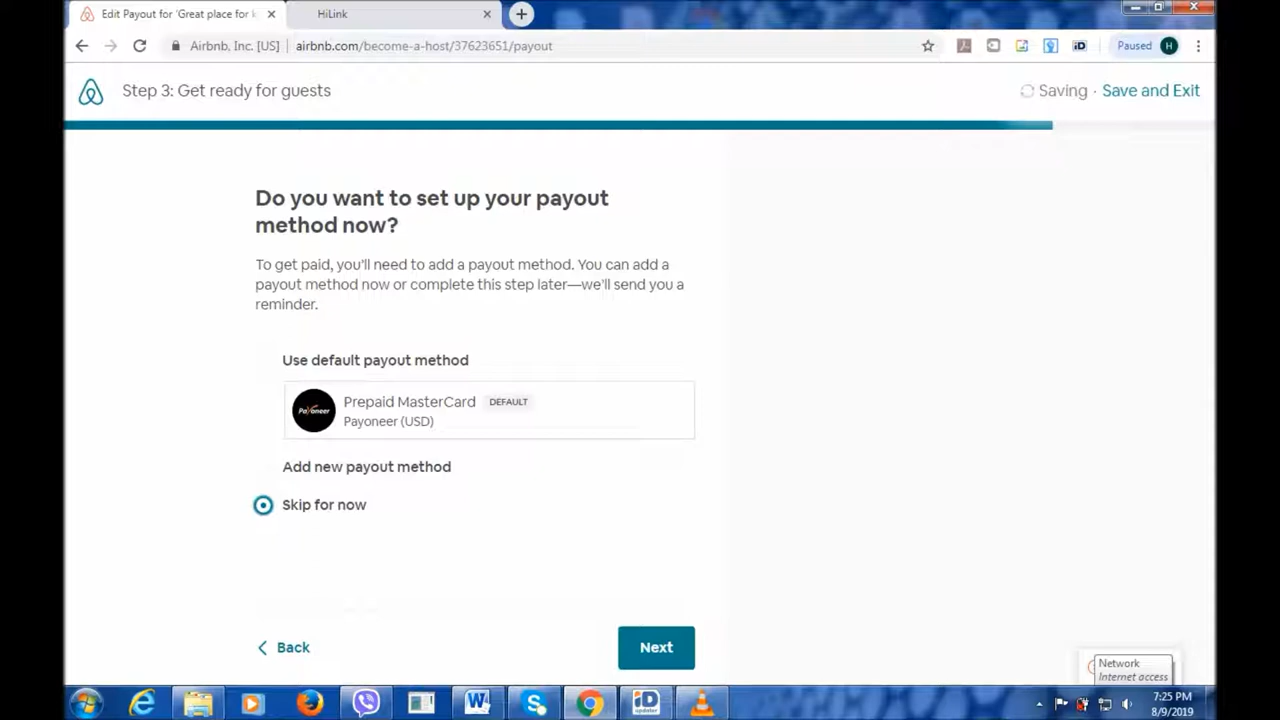 Edit Payout for 'Great place for k
HiLink
Airbnb, Inc. [US] airbnb.com/become-a-host/37623651/payout
Paused H
Step 3: Get ready for guests
Saving · Save and Exit
Do you want to set up your payout
method now?
To get paid, you'll need to add a payout method. You can add a
payout method now or complete this step later—we'll send you a
reminder.
Use default payout method
Payoneer
Prepaid MasterCard DEFAULT
Payoneer (USD)
Add new payout method
Skip for now
Back
Next
Network
Internet access
iD
updater
7:25 PM
8/9/2019